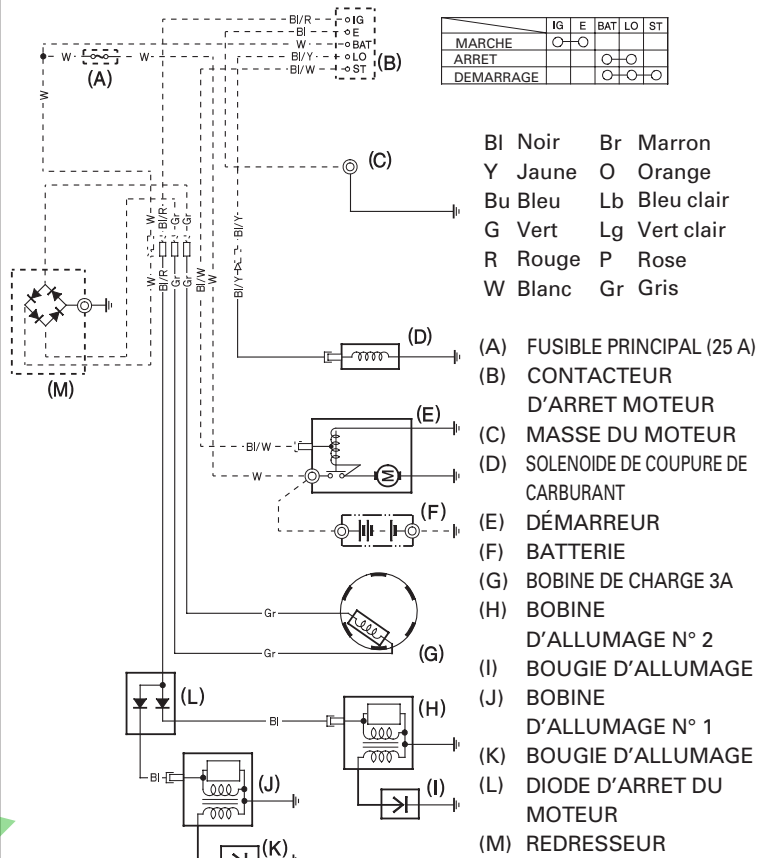 Bl/R IG
Bl E
W BAT
Bl/Y LO
Bl/W ST
(B)
W W
(A)
IG E BAT LO ST
MARCHE
ARRET
DEMARRAGE
W
(C)
Bl Noir Br Marron
Y Jaune O Orange
Bu Bleu Lb Bleu clair
G Vert Lg Vert clair
R Rouge P Rose
W Blanc Gr Gris
W Bl/R Gr Gr
Bl/Y
W Bl/R Gr Gr Bl/W W Bl/Y
(M)
(D)
(E)
Bl/W
W
M
(F)
Gr
Gr
(G)
(L)
(H)
Bl
(I)
Bl
(J)
(K)
(A) FUSIBLE PRINCIPAL (25 A)
(B) CONTACTEUR
D'ARRET MOTEUR
(C) MASSE DU MOTEUR
(D) SOLENOIDE DE COUPURE DE
CARBURANT
(E) DÉMARREUR
(F) BATTERIE
(G) BOBINE DE CHARGE 3A
(H) BOBINE
D'ALLUMAGE N° 2
(I) BOUGIE D'ALLUMAGE
(J) BOBINE
D'ALLUMAGE N° 1
(K) BOUGIE D'ALLUMAGE
(L) DIODE D'ARRET DU
MOTEUR
(M) REDRESSEUR